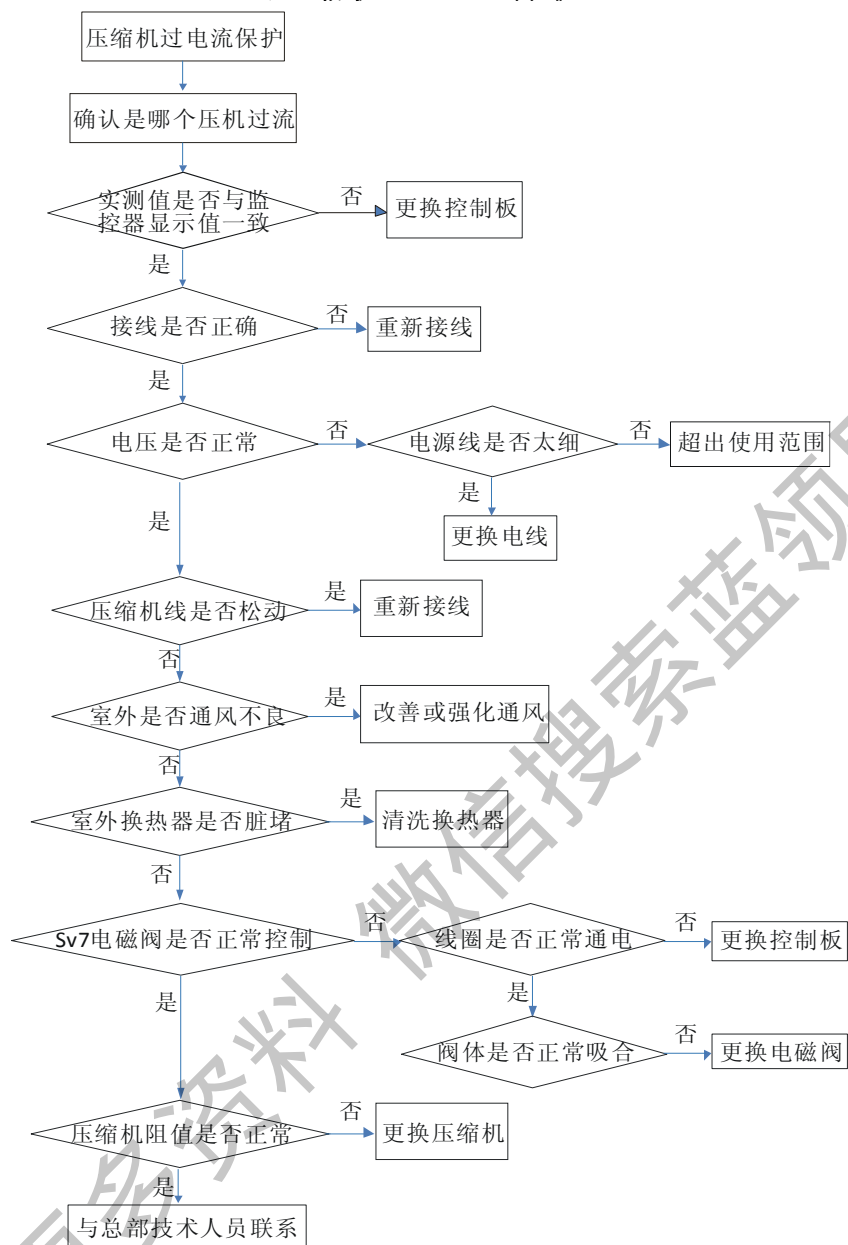 压缩机过电流保护
确认是哪个压机过流
实测值是否与监
控器显示值一致
否
更换控制板
是
接线是否正确
否
重新接线
是
电压是否正常
否
电源线是否太细
否
超出使用范围
是
更换电线
是
压缩机线是否松动
是
重新接线
否
室外是否通风不良
是
改善或强化通风
否
室外换热器是否脏堵
是
清洗换热器
否
Sv7电磁阀是否正常控制
否
线圈是否正常通电
否
更换控制板
是
是
阀体是否正常吸合
否
更换电磁阀
压缩机阻值是否正常
否
更换压缩机
是
与总部技术人员联系
多资料 微信搜索蓝领